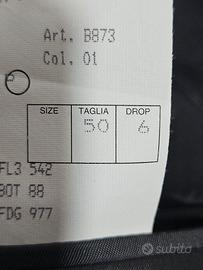 Art. B873
Col. 01
SIZE TAGLIA DROP
50 6
FL3 542
BOT 88
FDG 977
subito